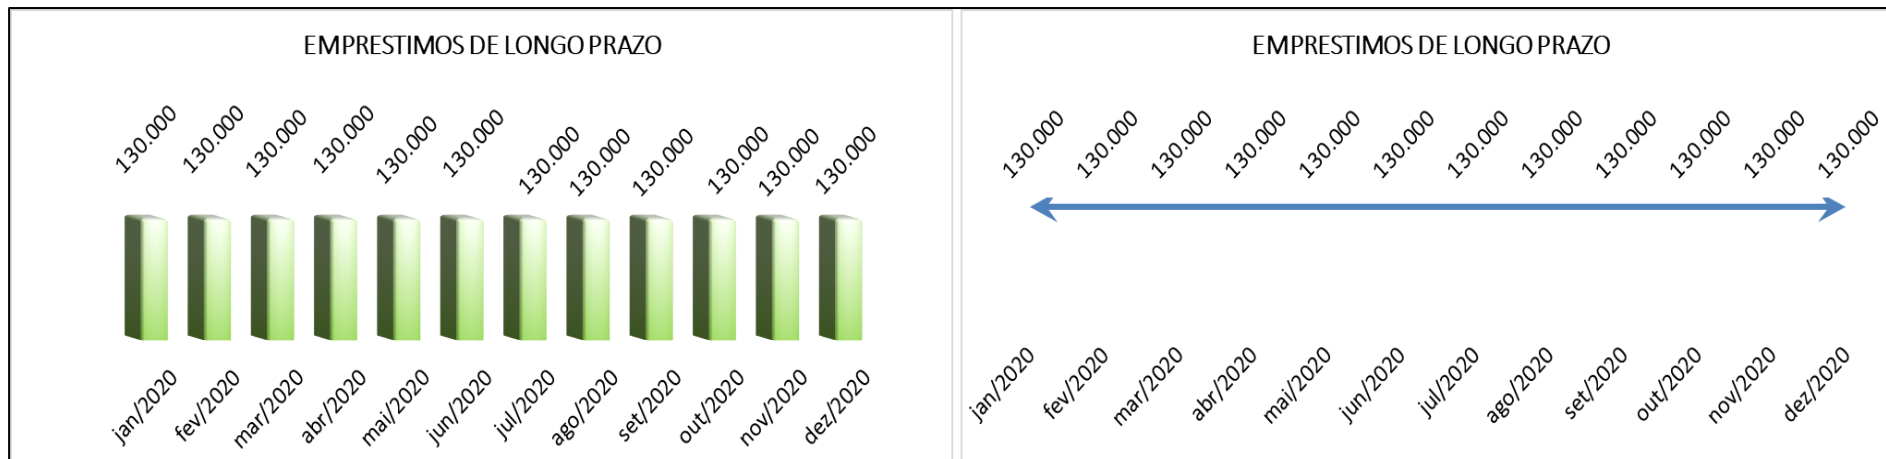 EMPRESTIMOS DE LONGO PRAZO
130.000 130.000 130.000 130.000 130.000 130.000 130.000 130.000 130.000 130.000 130.000 130.000
jan/2020 fev/2020 mar/2020 abr/2020 mai/2020 jun/2020 jul/2020 ago/2020 set/2020 out/2020 nov/2020 dez/2020
EMPRESTIMOS DE LONGO PRAZO
130.000 130.000 130.000 130.000 130.000 130.000 130.000 130.000 130.000 130.000 130.000 130.000
jan/2020 fev/2020 mar/2020 abr/2020 mai/2020 jun/2020 jul/2020 ago/2020 set/2020 out/2020 nov/2020 dez/2020